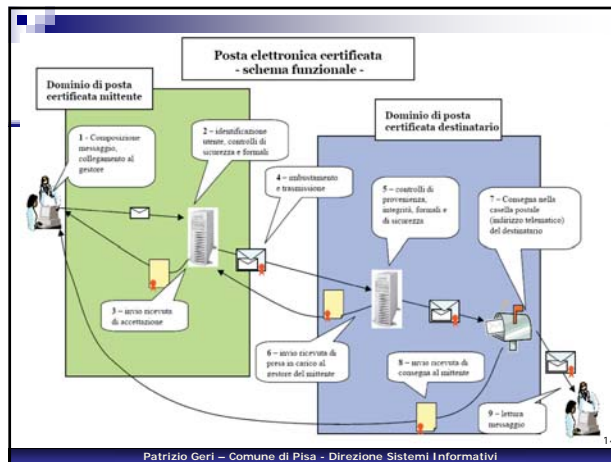 Posta elettronica certificata
- schema funzionale -
Dominio di posta
certificata mittente
Dominio di posta
certificata destinatario
1 - Composizione
messaggio,
collegamento al
gestore
2 – identificazione
utente, controlli di
sicurezza e formali
3 – invio ricevuta
di accettazione
4 – imbustamento
e trasmissione
5 – controlli di
provenienza,
integrità, formali e
di sicurezza
6 – invio ricevuta di
presa in carico al
gestore del mittente
7 – Consegna nella
casella postale
(indirizzo telematico)
del destinatario
8 – invio ricevuta di
consegna al mittente
9 – lettura
messaggio
Patrizio Geri – Comune di Pisa - Direzione Sistemi Informativi